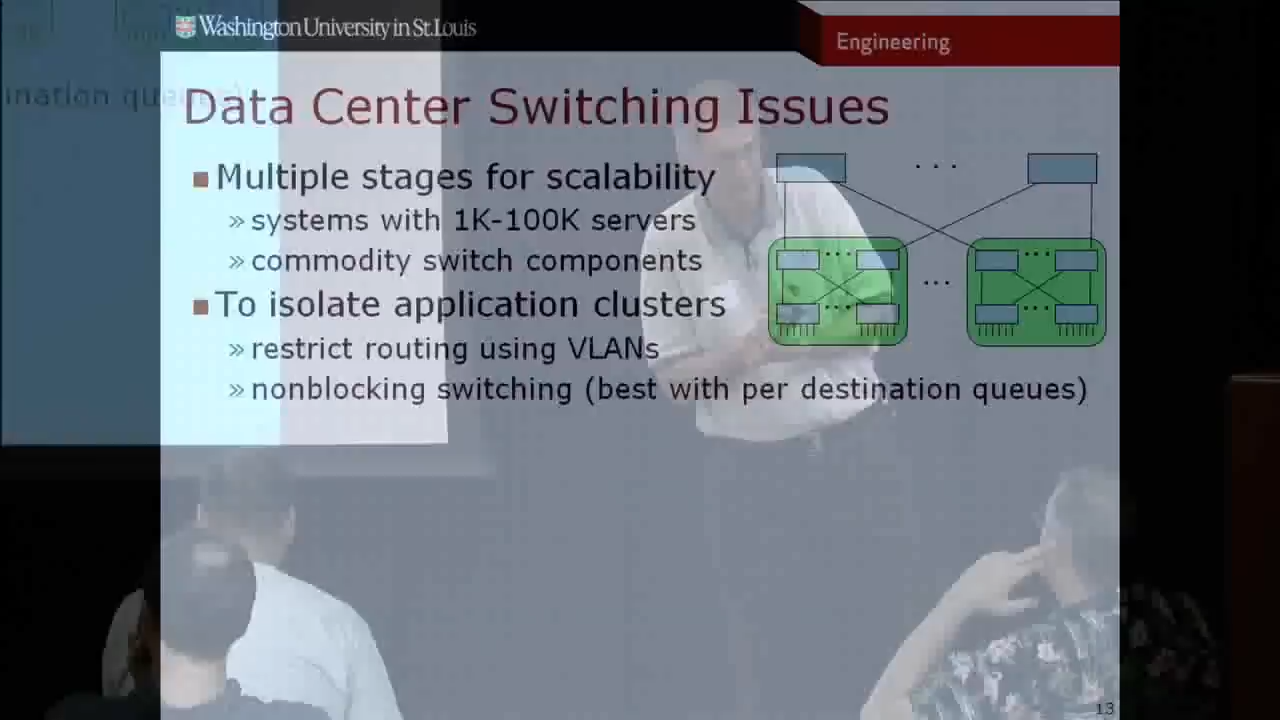 Washington University in St. Louis
Engineering
ination que
Data Center Switching Issues
Multiple stages for scalability
» systems with 1K-100K servers
» commodity switch components
To isolate application clusters
» restrict routing using VLANs
» nonblocking switching (best with per destination queues)
13